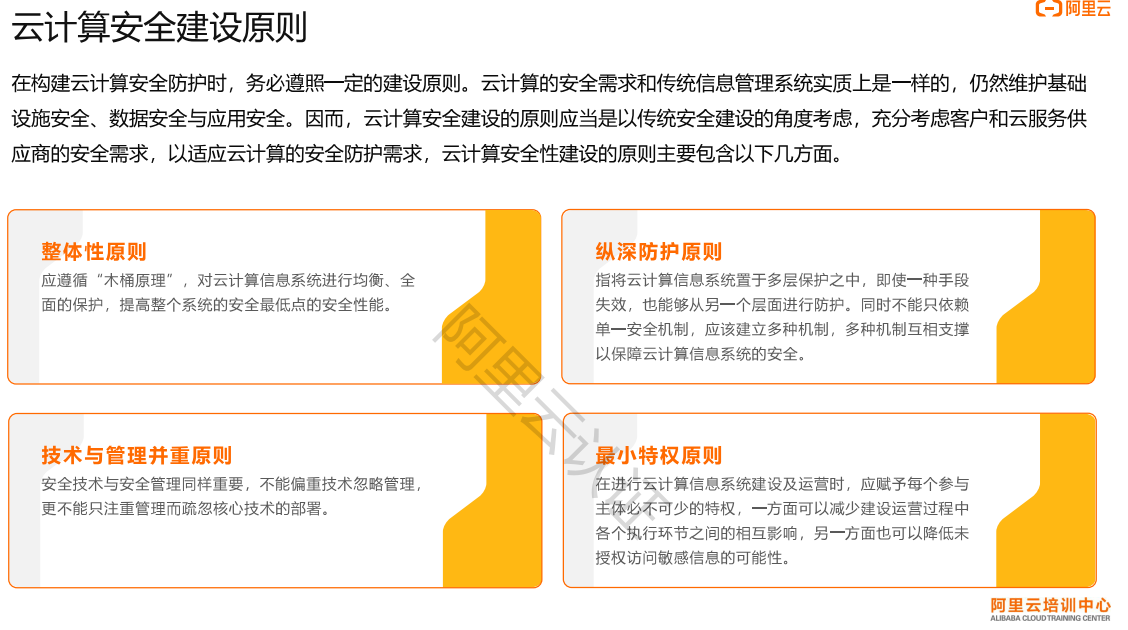 云计算安全建设原则
阿里云
在构建云计算安全防护时，务必遵照一定的建设原则。云计算的安全需求和传统信息管理系统实质上是一样的，仍然维护基础
设施安全、数据安全与应用安全。因而，云计算安全建设的原则应当是以传统安全建设的角度考虑，充分考虑客户和云服务供
应商的安全需求，以适应云计算的安全防护需求，云计算安全性建设的原则主要包含以下几方面。
整体性原则
应遵循“木桶原理”，对云计算信息系统进行均衡、全
面的保护，提高整个系统的安全最低点的安全性能。
纵深防护原则
指将云计算信息系统置于多层保护之中，即使一种手段
失效，也能够从另一个层面进行防护。同时不能只依赖
单一安全机制，应该建立多种机制，多种机制互相支撑
以保障云计算信息系统的安全。
技术与管理并重原则
安全技术与安全管理同样重要，不能偏重技术忽略管理，
更不能只注重管理而疏忽核心技术的部署。
最小特权原则
在进行云计算信息系统建设及运营时，应赋予每个参与
主体必不可少的特权，一方面可以减少建设运营过程中
各个执行环节之间的相互影响，另一方面也可以降低未
授权访问敏感信息的可能性。
阿里云认证
阿里云培训中心
ALIBABA CLOUD TRAINING CENTER